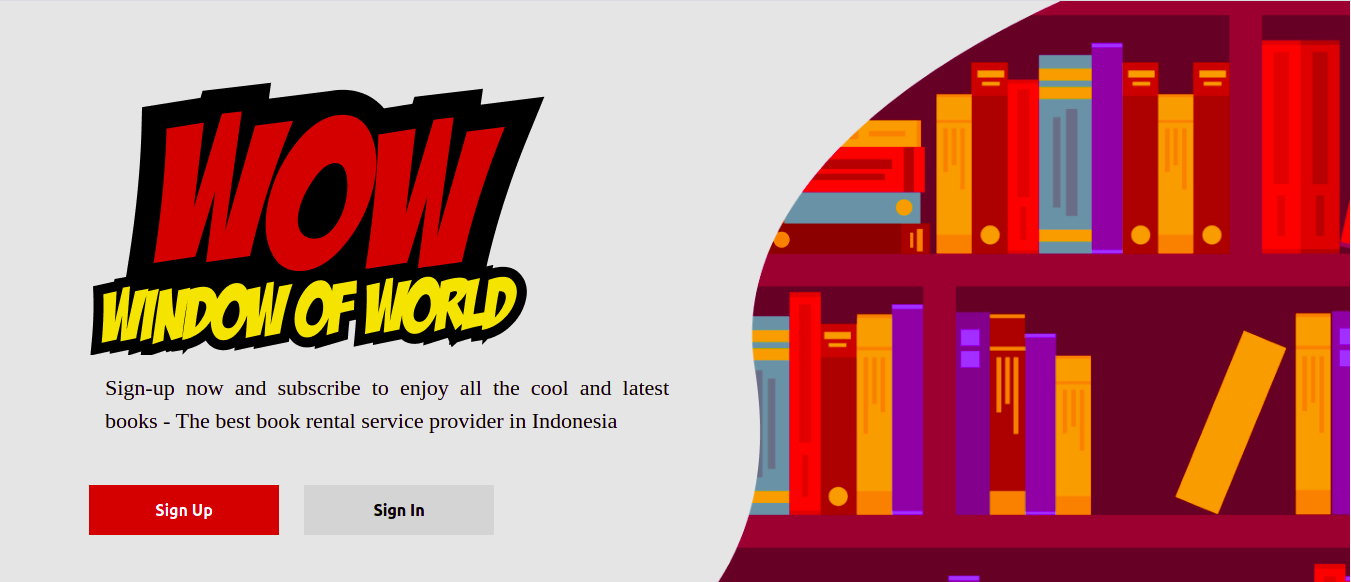 WOW
WINDOW OF WORLD
Sign-up now and subscribe to enjoy all the cool and latest
books - The best book rental service provider in Indonesia
Sign Up
Sign In